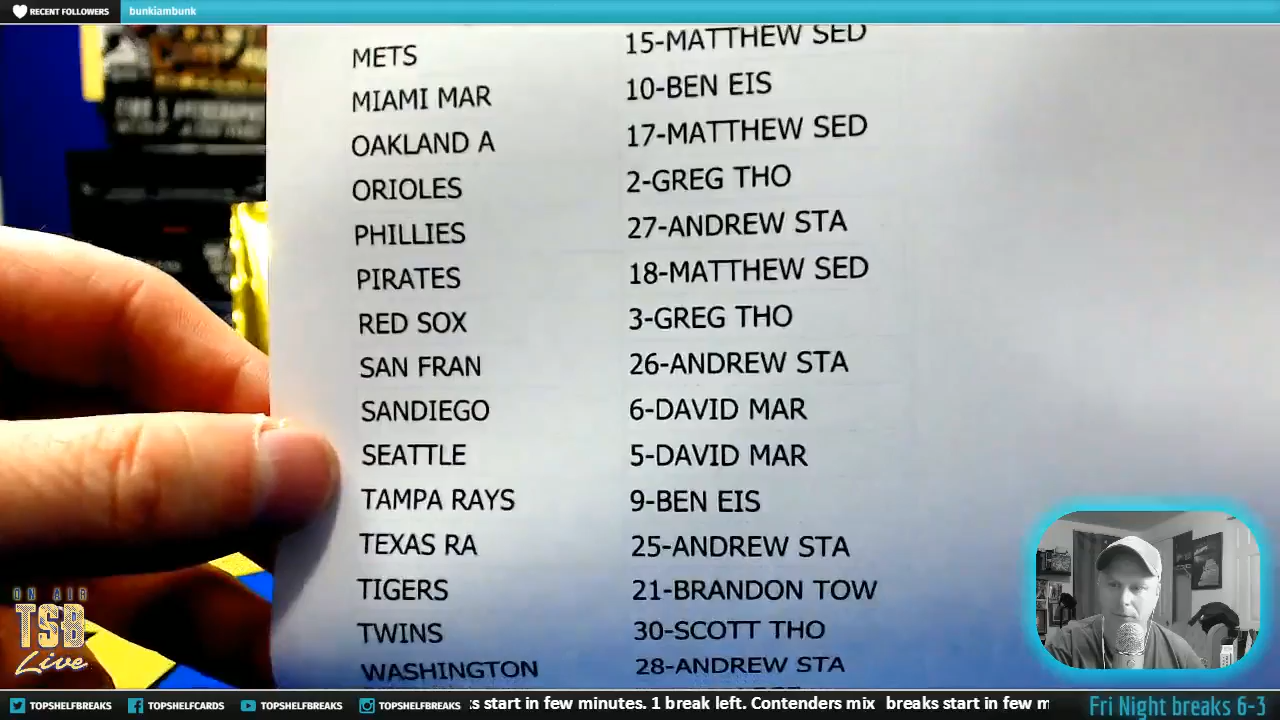 RECENT FOLLOWERS bunkiambunk
METS 15-MATTHEW SED
MIAMI MAR 10-BEN EIS
OAKLAND A 17-MATTHEW SED
ORIOLES 2-GREG THO
PHILLIES 27-ANDREW STA
PIRATES 18-MATTHEW SED
RED SOX 3-GREG THO
SAN FRAN 26-ANDREW STA
SANDIEGO 6-DAVID MAR
SEATTLE 5-DAVID MAR
TAMPA RAYS 9-BEN EIS
TEXAS RA 25-ANDREW STA
TIGERS 21-BRANDON TOW
TWINS 30-SCOTT THO
WASHINGTON 28-ANDREW STA
ON AIR
TSB
Live
TOPSHELFBREAKS TOPSHELFCARDS TOPSHELFBREAKS TOPSHELFBREAKS s start in few minutes. 1 break left. Contenders mix breaks start in few m Fri Night breaks 6-3